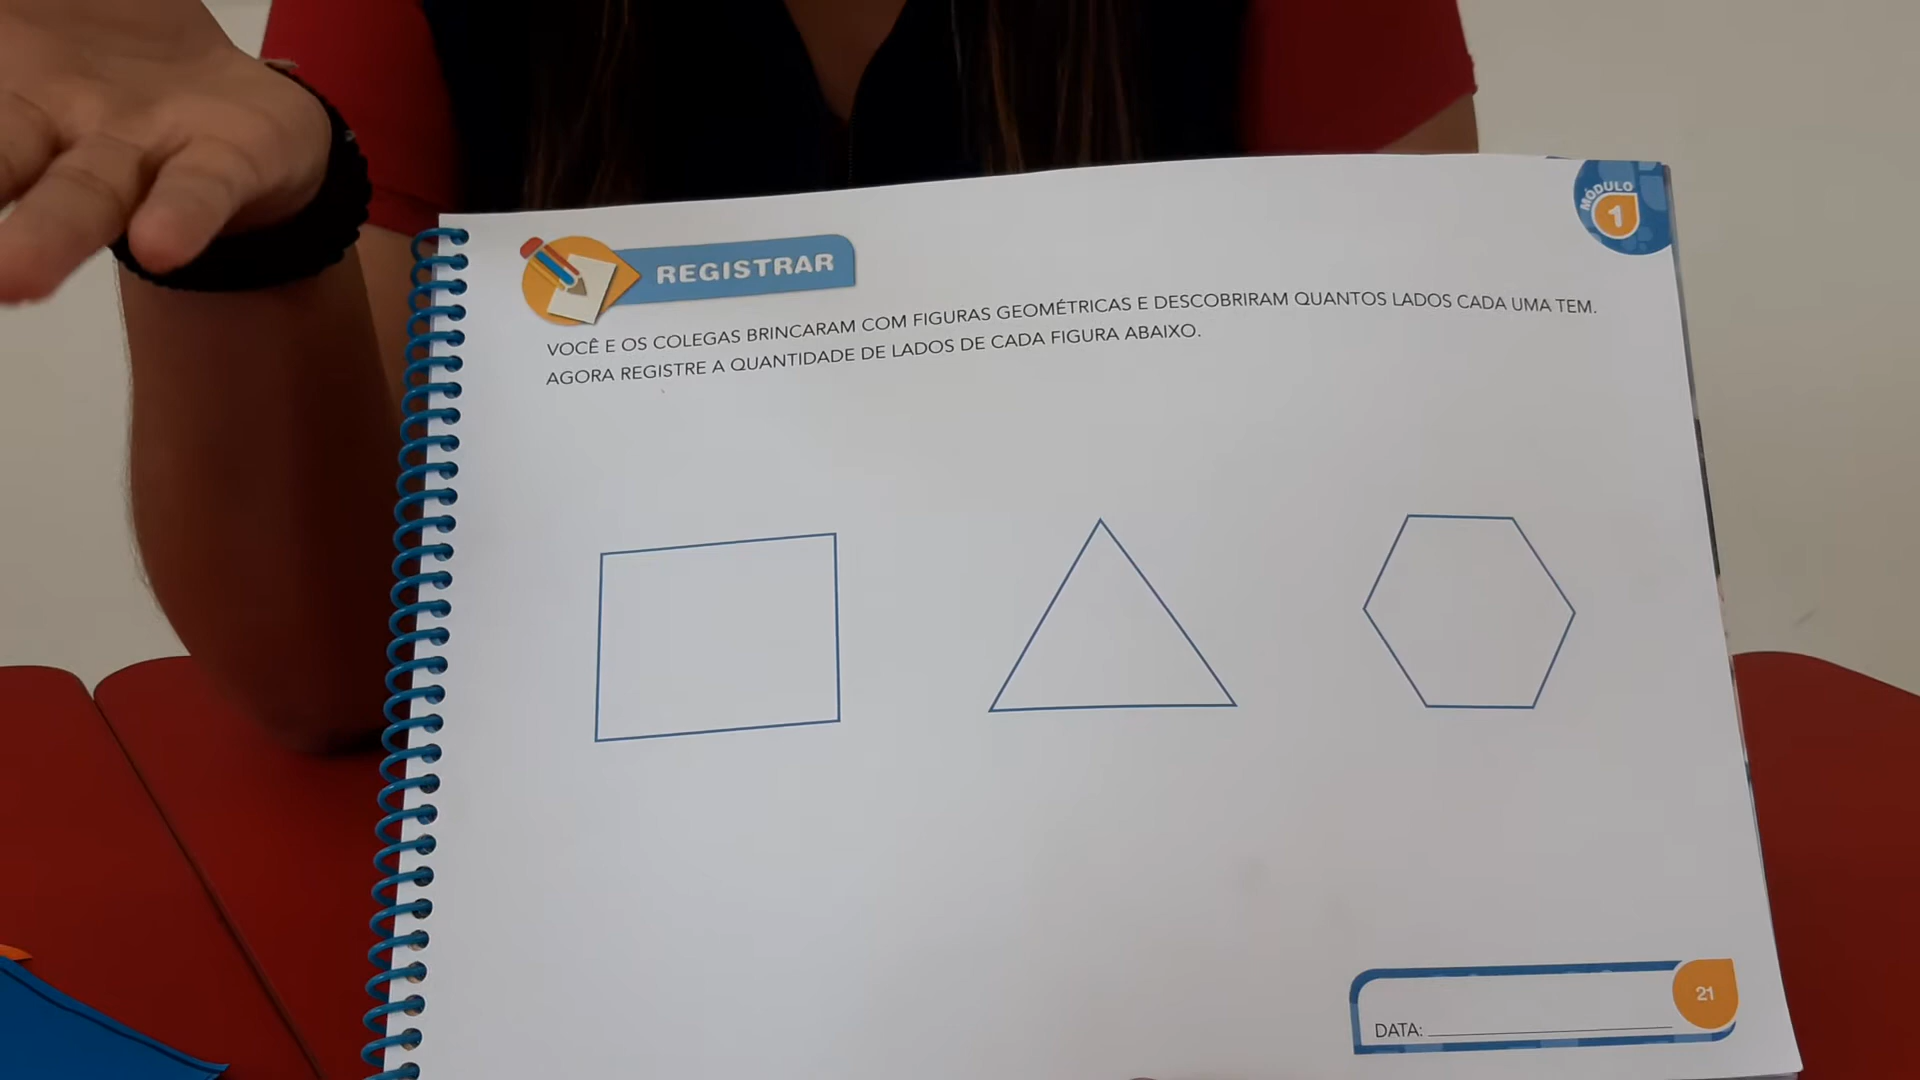 MÓDULO
1
REGISTRAR
VOCÊ E OS COLEGAS BRINCARAM COM FIGURAS GEOMÉTRICAS E DESCOBRIRAM QUANTOS LADOS CADA UMA TEM.
AGORA REGISTRE A QUANTIDADE DE LADOS DE CADA FIGURA ABAIXO.
21
DATA: